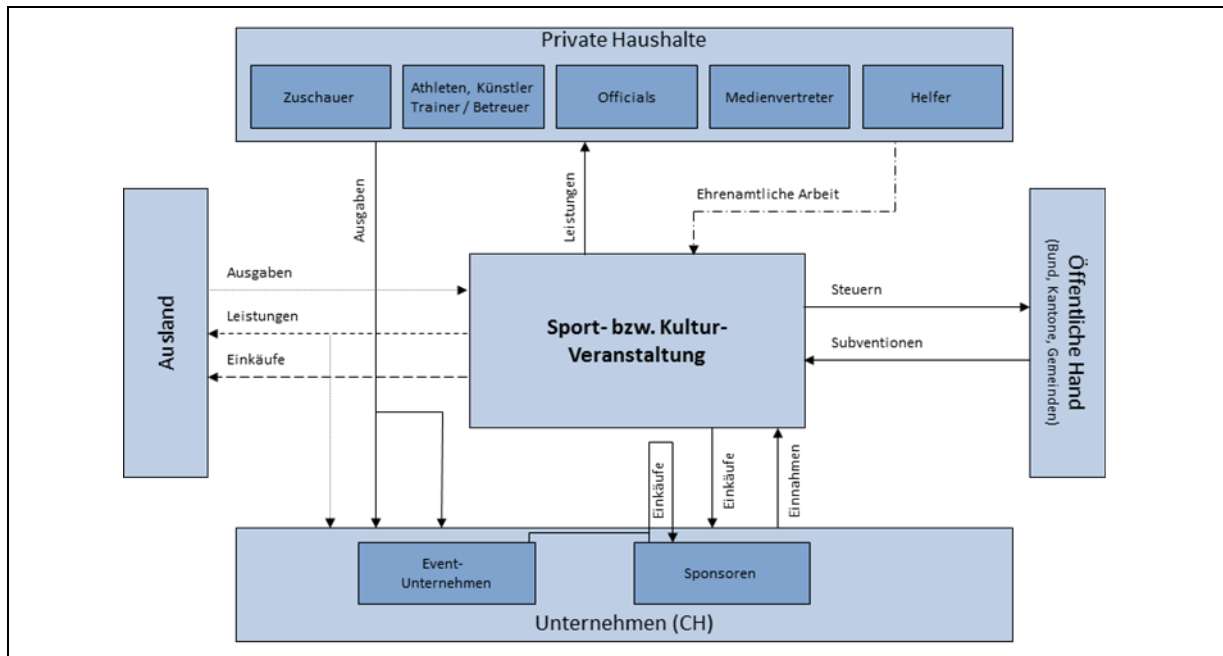 Private Haushalte
Zuschauer
Athleten, Künstler
Trainer / Betreuer
Officials
Medienvertreter
Helfer
Ausgaben
Leistungen
Ehrenamtliche Arbeit
Ausland
Ausgaben
Leistungen
Einkäufe
Sport- bzw. Kultur-
Veranstaltung
Steuern
Subventionen
Öffentliche Hand
(Bund, Kantone, Gemeinden)
Einkäufe
Einkäufe
Einnahmen
Event-
Unternehmen
Sponsoren
Unternehmen (CH)